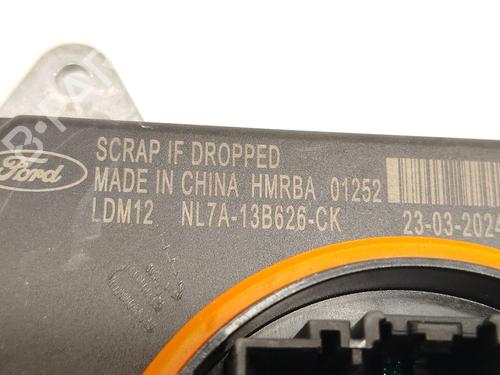 Ford
SCRAP IF DROPPED
MADE IN CHINA HMRBA 01252
LDM12 NL7A-13B626-CK 23-03-2024